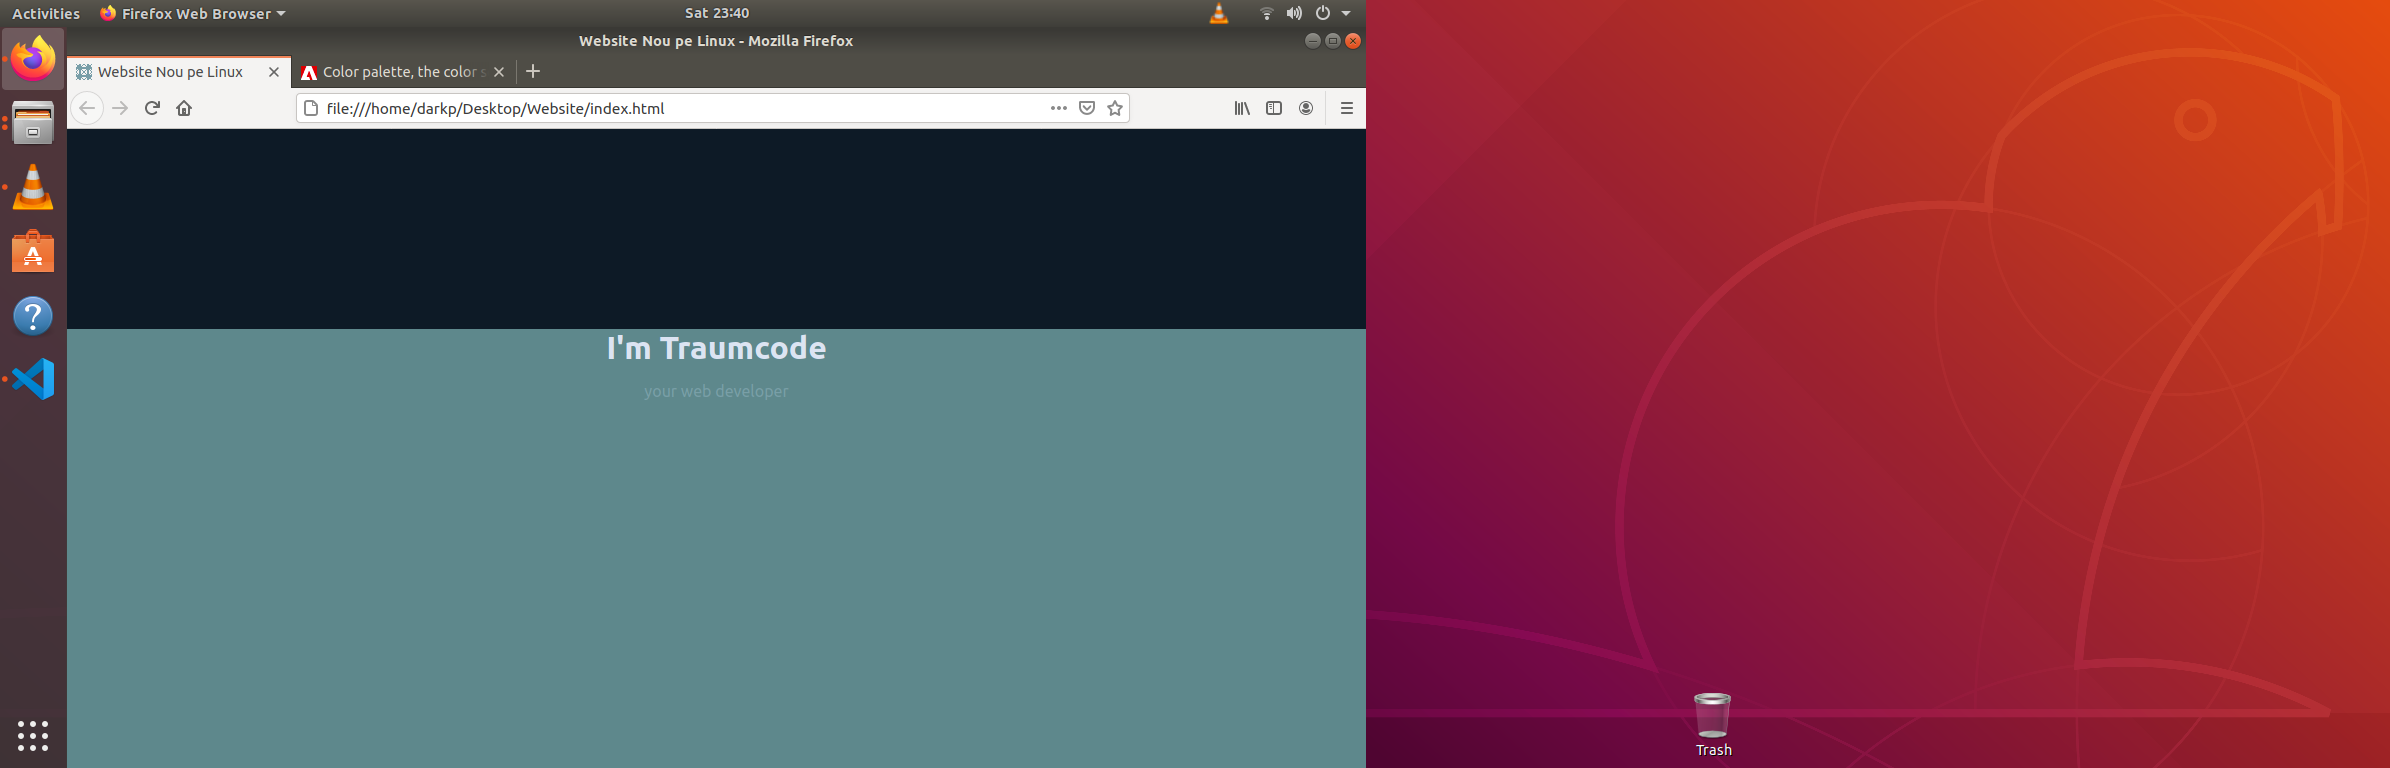 Activities
Firefox Web Browser
Sat 23:40
Website Nou pe Linux - Mozilla Firefox
Website Nou pe Linux
Color palette, the color s
file:///home/darkp/Desktop/Website/index.html
I'm Traumcode
your web developer
Trash